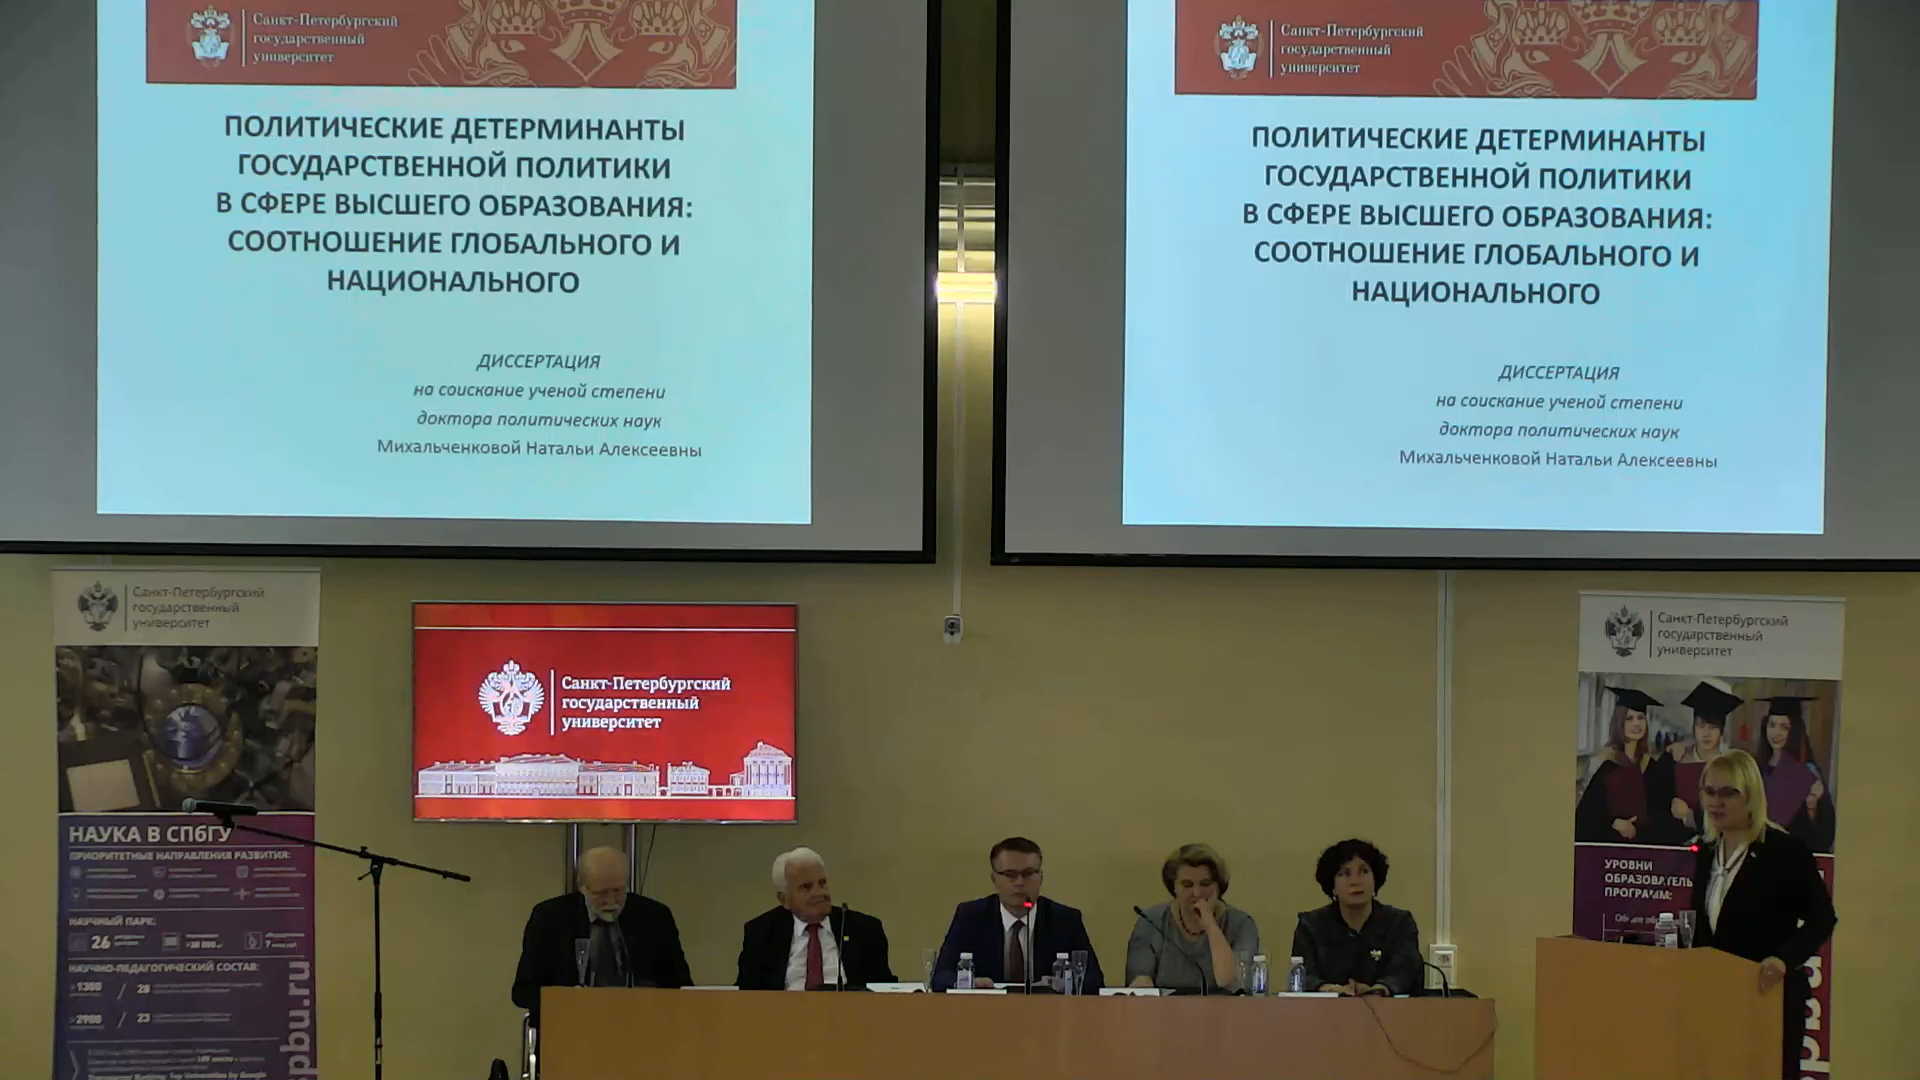 Санкт-Петербургский
государственный
университет
ПОЛИТИЧЕСКИЕ ДЕТЕРМИНАНТЫ
ГОСУДАРСТВЕННОЙ ПОЛИТИКИ
В СФЕРЕ ВЫСШЕГО ОБРАЗОВАНИЯ:
СООТНОШЕНИЕ ГЛОБАЛЬНОГО И
НАЦИОНАЛЬНОГО
ДИССЕРТАЦИЯ
на соискание ученой степени
доктора политических наук
Михальченковой Натальи Алексеевны
Санкт-Петербургский
государственный
университет
ПОЛИТИЧЕСКИЕ ДЕТЕРМИНАНТЫ
ГОСУДАРСТВЕННОЙ ПОЛИТИКИ
В СФЕРЕ ВЫСШЕГО ОБРАЗОВАНИЯ:
СООТНОШЕНИЕ ГЛОБАЛЬНОГО И
НАЦИОНАЛЬНОГО
ДИССЕРТАЦИЯ
на соискание ученой степени
доктора политических наук
Михальченковой Натальи Алексеевны
Санкт-Петербургский
государственный
университет
НАУКА В СПбГУ
ПРИОРИТЕТНЫЕ НАПРАВЛЕНИЯ РАЗВИТИЯ:
НАУЧНЫЙ ПАРК:
26
НАУЧНО-ПЕДАГОГИЧЕСКИЙ СОСТАВ:
spbu.ru
Санкт-Петербургский
государственный
университет
Санкт-Петербургский
государственный
университет
УРОВНИ
ПРОГРАММ: